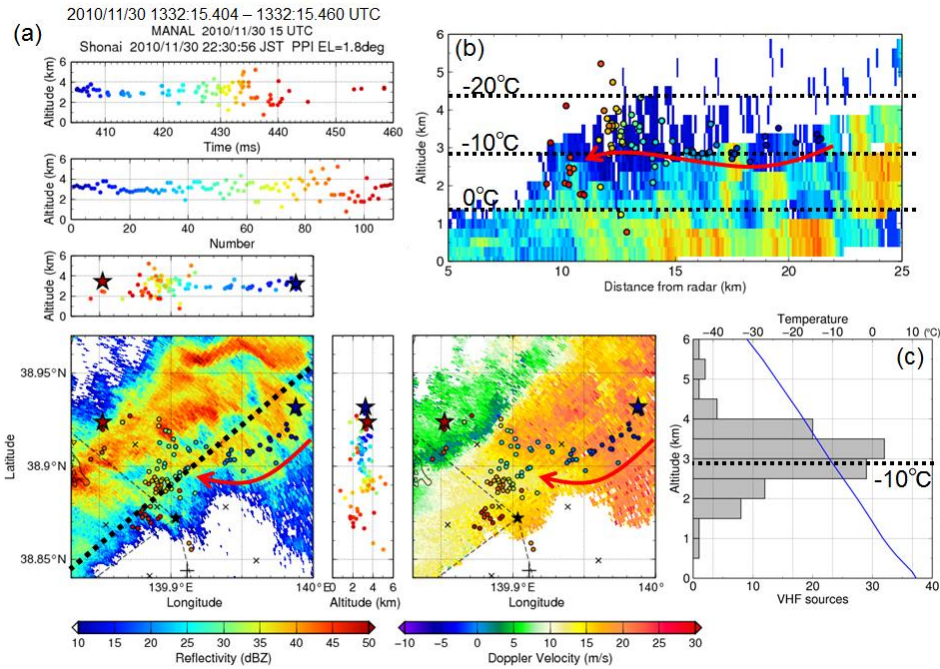 2010/11/30 1332:15.404 – 1332:15.460 UTC
(a)
MANAL 2010/11/30 15 UTC
Shonai 2010/11/30 22:30:56 JST PPI EL=1.8deg
Altitude (km)
6
4
2
0
410 420 430 440 450 460
Time (ms)
Altitude (km)
6
4
2
0
0 20 40 60 80 100
Number
Altitude (km)
6
4
2
0
(b)
Altitude (km)
6
5
4
3
2
1
0
-20℃
-10℃
0℃
5 10 15 20 25
Distance from radar (km)
Latitude
38.95°N
38.90°N
38.85°N
139.9°E 140°
Longitude
0 2 4 6
Altitude (km)
139.9°E 140°
Longitude
Temperature
-40 -30 -20 -10 0 10 (℃)
(c)
Altitude (km)
6
5
4
3
2
1
0
-10℃
0 10 20 30 40
VHF sources
10 15 20 25 30 35 40 45 50
Reflectivity (dBZ)
−10 −5 0 5 10 15 20 25 30
Doppler Velocity (m/s)